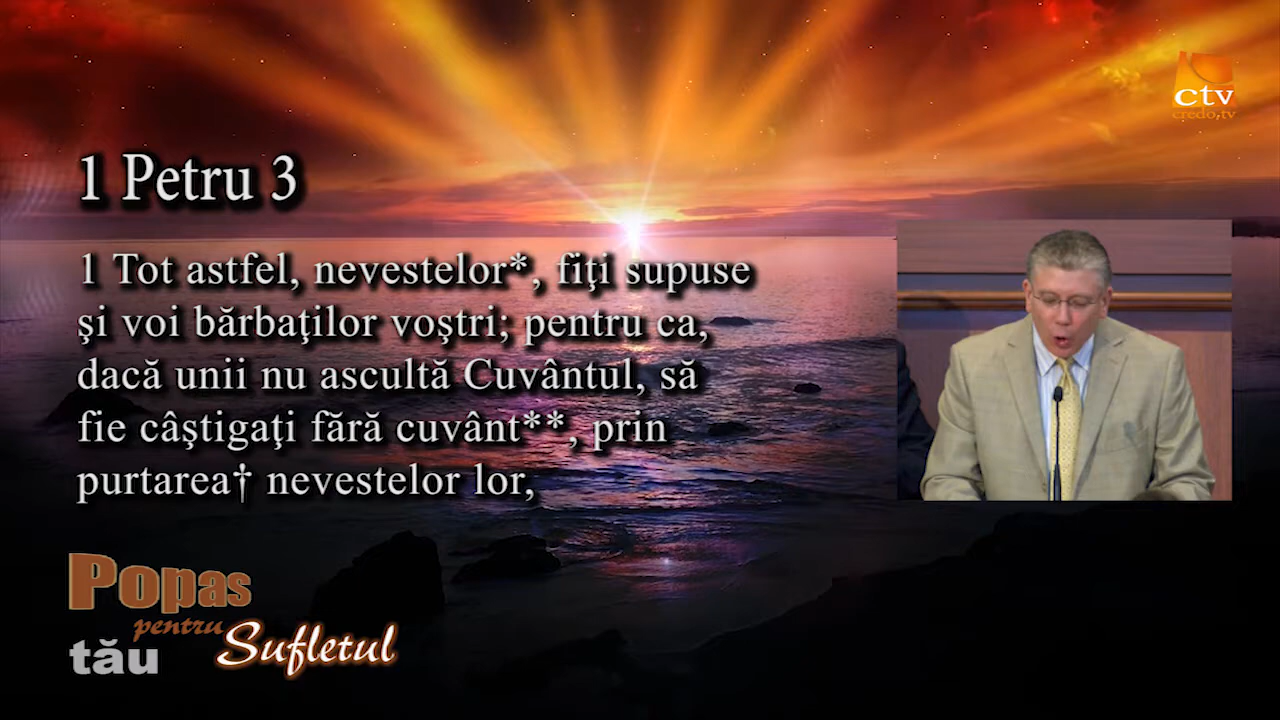 ctv
credo.tv
1 Petru 3
1 Tot astfel, nevestelor*, fiţi supuse
şi voi bărbaţilor voştri; pentru ca,
dacă unii nu ascultă Cuvântul, să
fie câştigaţi fără cuvânt**, prin
purtarea† nevestelor lor,
Popas
pentru
tău Sufletul